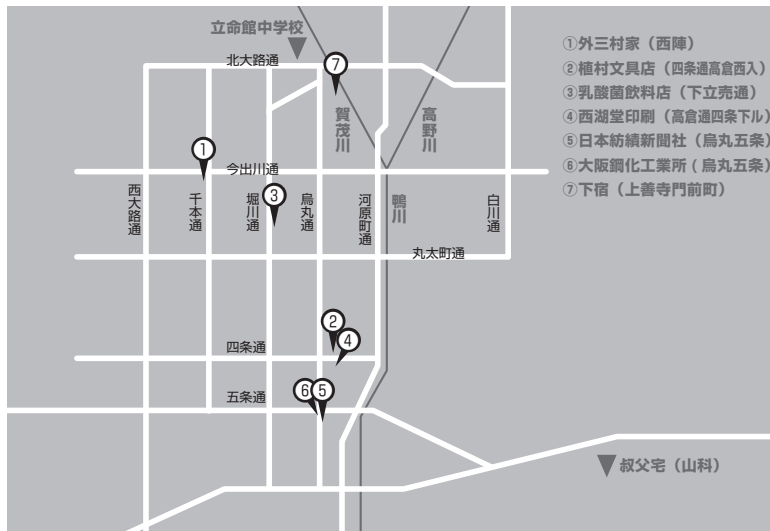 立命館中学校
北大路通
⑦
賀茂川
高野川
①
今出川通
③
西大路通
千本通
堀川通
烏丸通
河原町通
鴨川
白川通
丸太町通
②
④
四条通
⑥
⑤
五条通
叔父宅（山科）
①外三村家（西陣）
②植村文具店（四条通高倉西入）
③乳酸菌飲料店（下立売通）
④西湖堂印刷（高倉通四条下ル）
⑤日本紡績新聞社（烏丸五条）
⑥大阪鋼化工業所（烏丸五条）
⑦下宿（上善寺門前町）